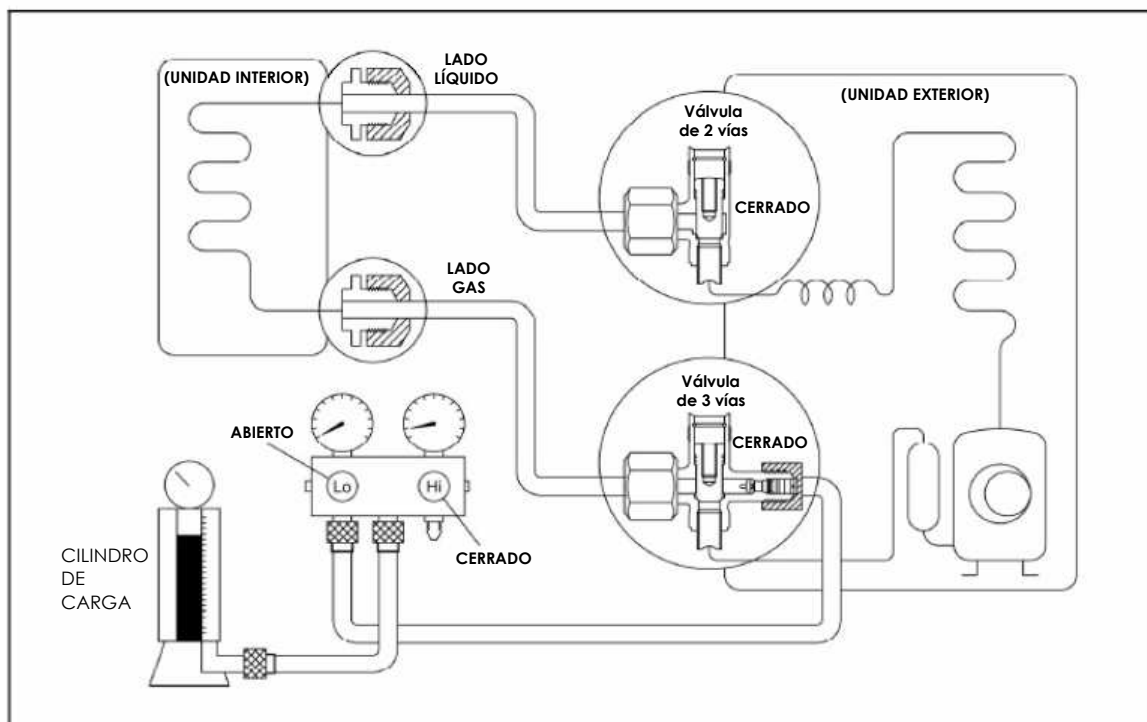 (UNIDAD INTERIOR)
LADO
LÍQUIDO
(UNIDAD EXTERIOR)
Válvula
de 2 vías
CERRADO
LADO
GAS
Válvula
de 3 vías
CERRADO
ABIERTO
Lo
Hi
CERRADO
CILINDRO
DE
CARGA